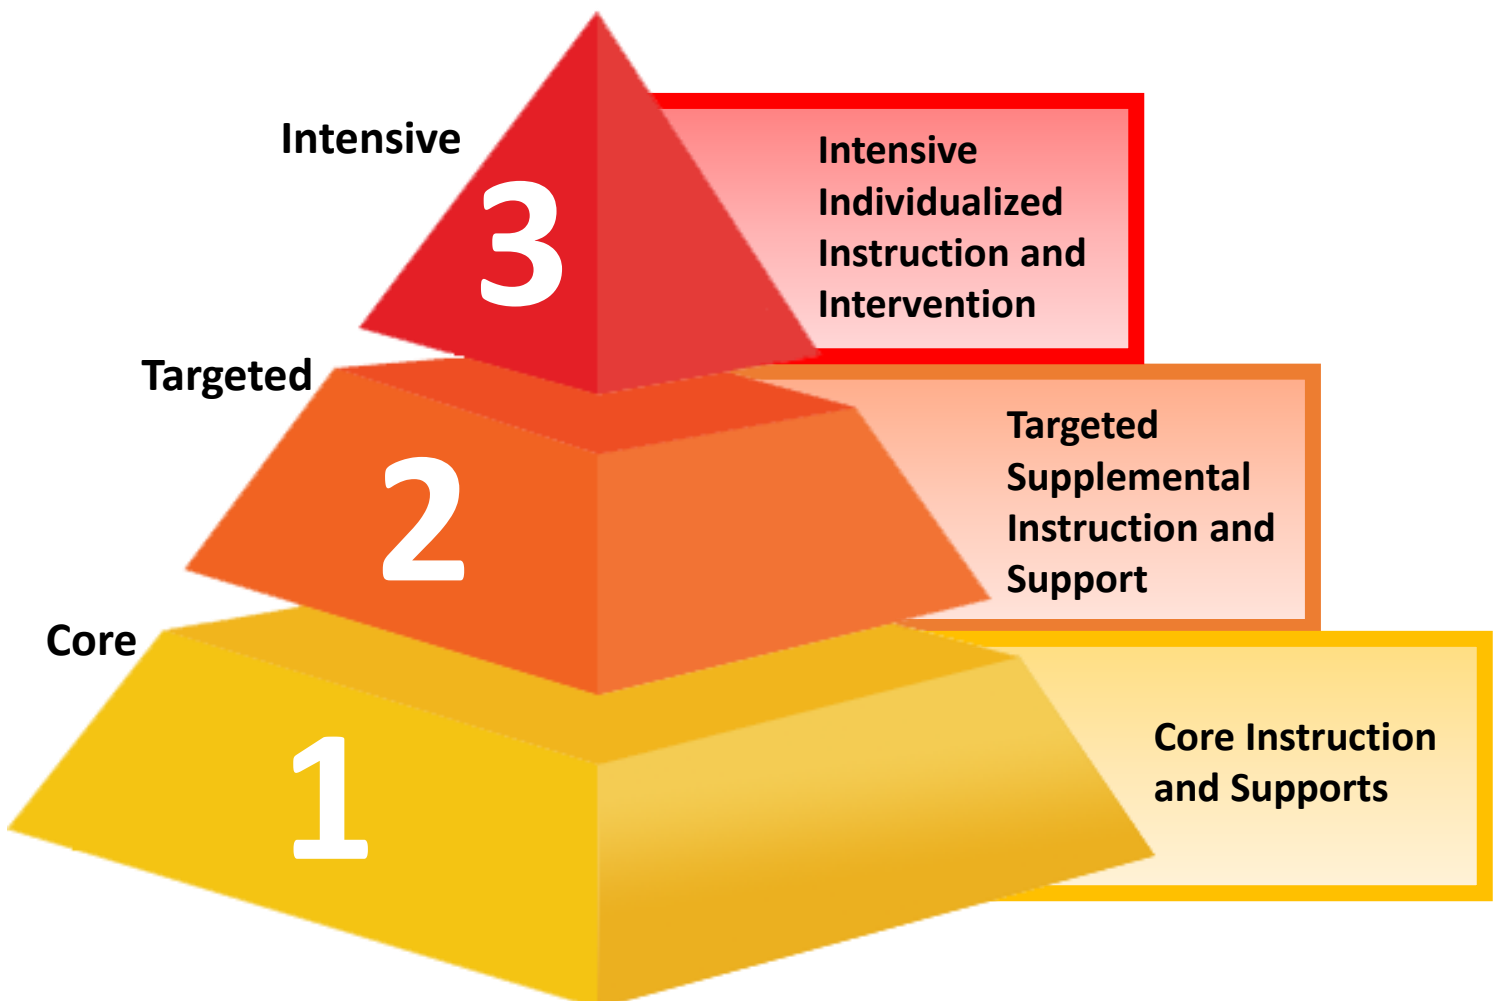 Intensive
3
Intensive
Individualized
Instruction and
Intervention
Targeted
2
Targeted
Supplemental
Instruction and
Support
Core
1
Core Instruction
and Supports